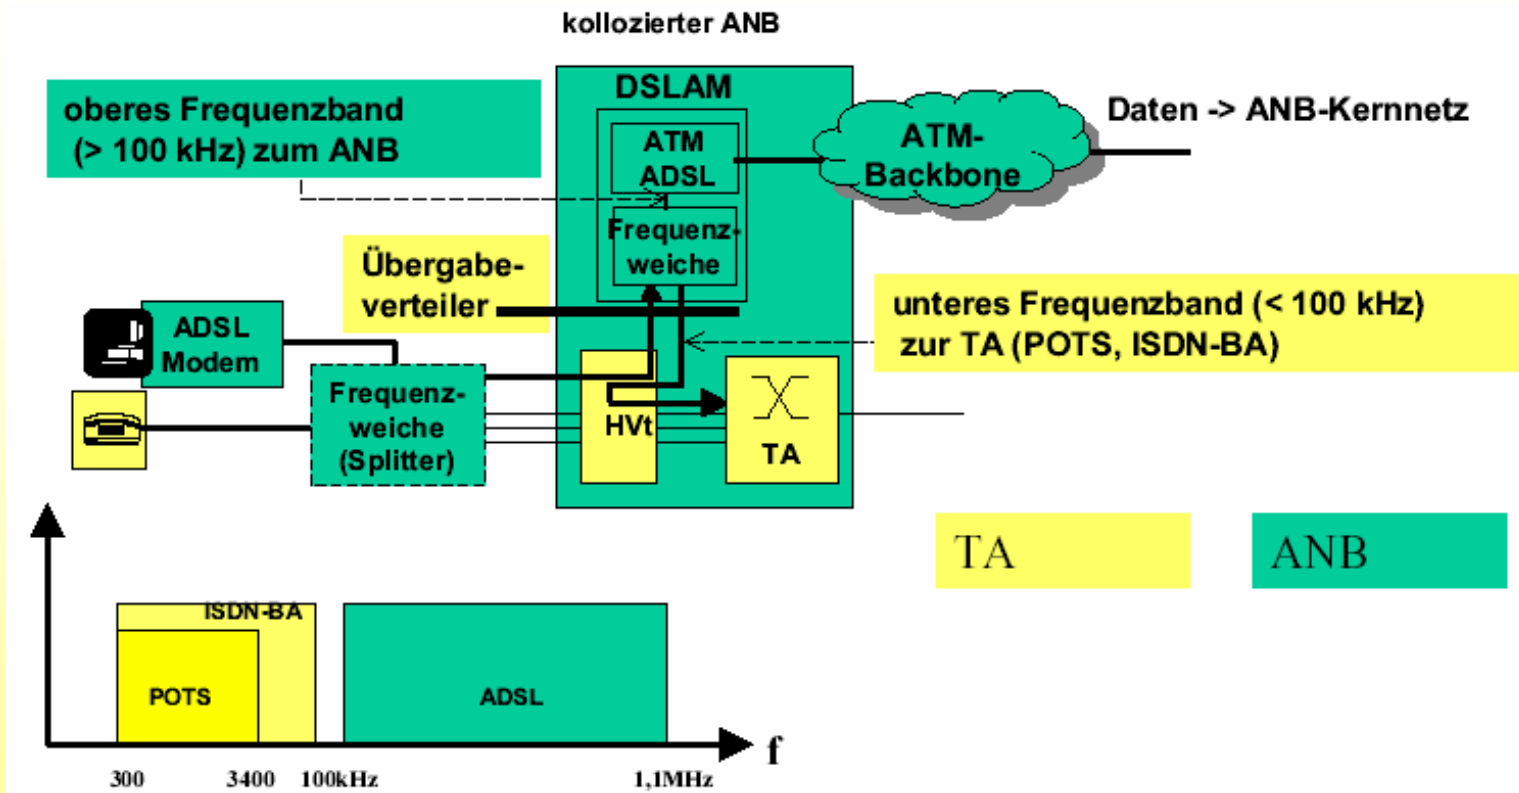 kollozierter ANB
oberes Frequenzband
(> 100 kHz) zum ANB
DSLAM
ATM
ADSL
Frequenz-
weiche
ATM-
Backbone
Daten -> ANB-Kernnetz
Übergabe-
verteiler
unteres Frequenzband (< 100 kHz)
zur TA (POTS, ISDN-BA)
ADSL
Modem
Frequenz-
weiche
(Splitter)
HVt
TA
TA
ANB
ISDN-BA
POTS
ADSL
f
300
3400
100kHz
1,1MHz